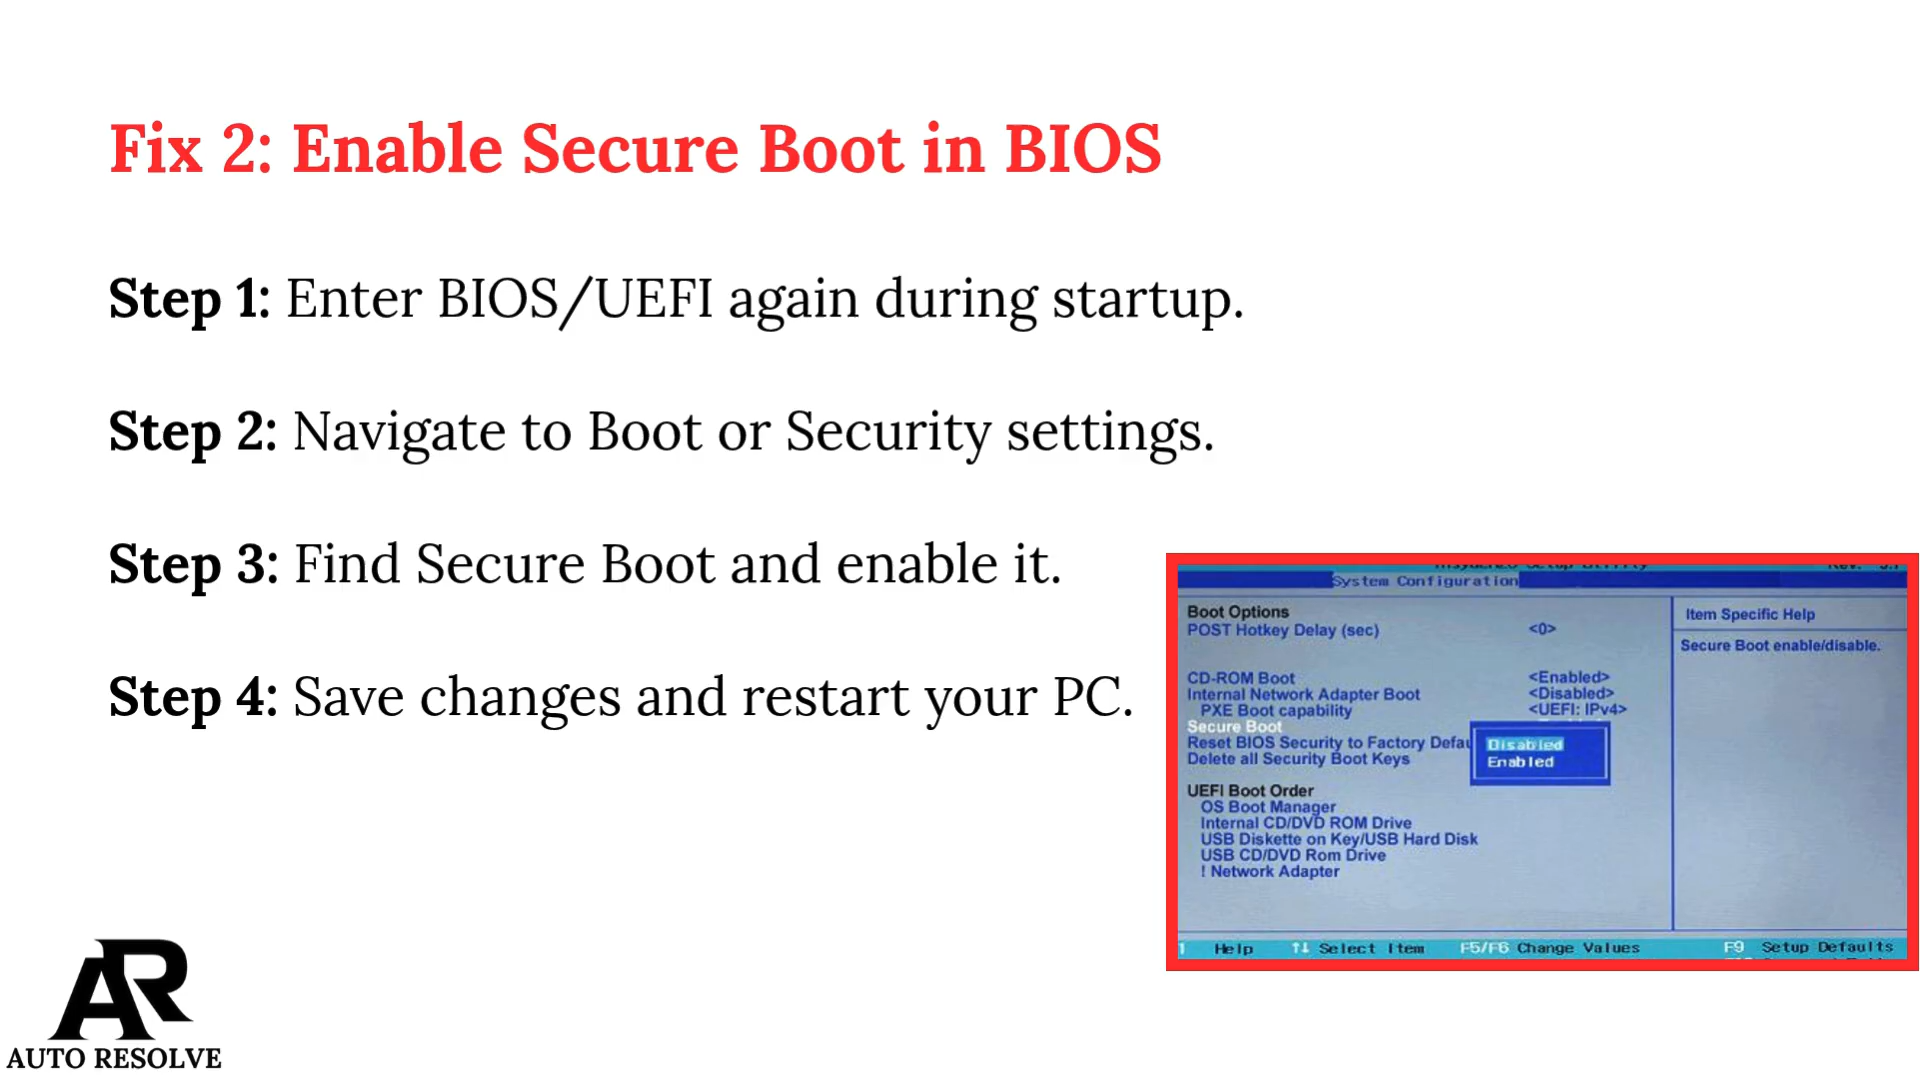 Fix 2: Enable Secure Boot in BIOS
Step 1: Enter BIOS/UEFI again during startup.
Step 2: Navigate to Boot or Security settings.
Step 3: Find Secure Boot and enable it.
Step 4: Save changes and restart your PC.
System Configuration
Boot Options
POST Hotkey Delay (sec) <0>
CD-ROM Boot <Enabled>
Internal Network Adapter Boot <Disabled>
PXE Boot capability <UEFI: IPv4>
Secure Boot
Reset BIOS Security to Factory Defau
Delete all Security Boot Keys
Disabled
Enabled
UEFI Boot Order
OS Boot Manager
Internal CD/DVD ROM Drive
USB Diskette on Key/USB Hard Disk
USB CD/DVD Rom Drive
! Network Adapter
Item Specific Help
Secure Boot enable/disable.
Help ↑↓ Select Item F5/F6 Change Values F9 Setup Defaults
AR
AUTO RESOLVE